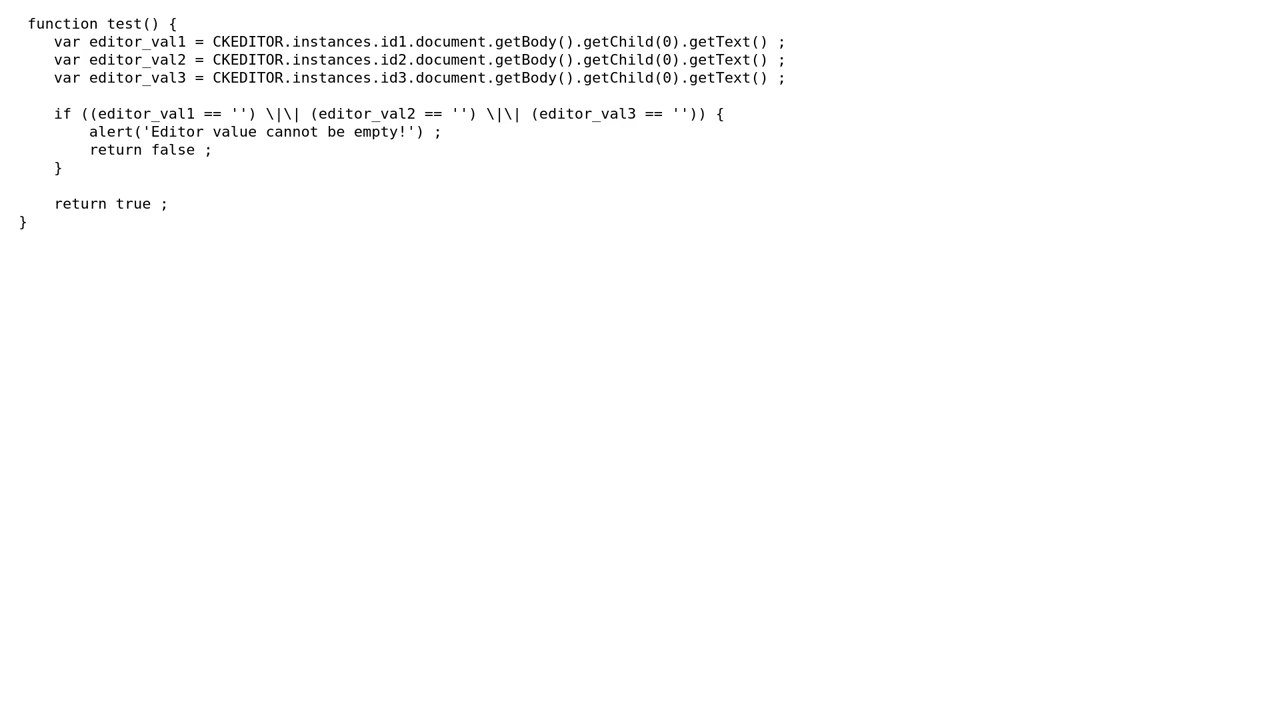 function test() {
    var editor_val1 = CKEDITOR.instances.id1.document.getBody().getChild(0).getText() ;
    var editor_val2 = CKEDITOR.instances.id2.document.getBody().getChild(0).getText() ;
    var editor_val3 = CKEDITOR.instances.id3.document.getBody().getChild(0).getText() ;

    if ((editor_val1 == '') \|\| (editor_val2 == '') \|\| (editor_val3 == '')) {
        alert('Editor value cannot be empty!') ;
        return false ;
    }

    return true ;
}